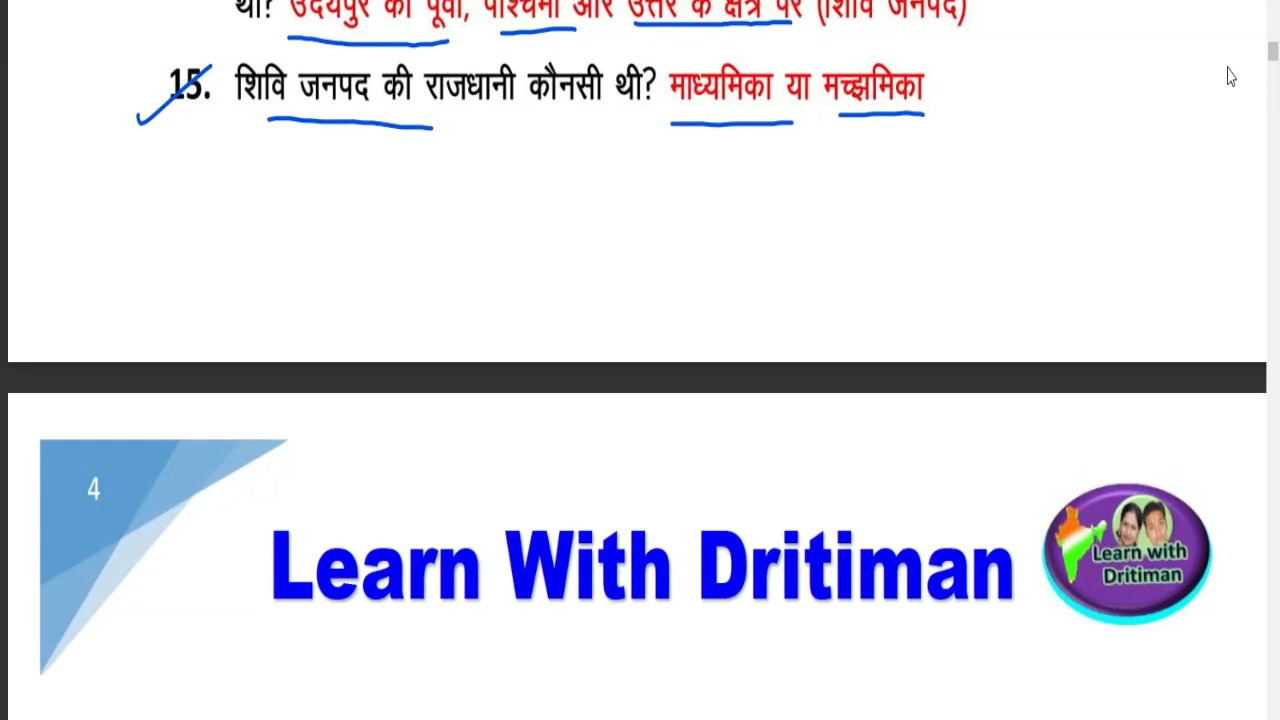 थी? उदयपुर का पूर्वी, पश्चिमी और उत्तर के क्षेत्र पर (शिवि जनपद)
15. शिवि जनपद की राजधानी कौनसी थी? माध्यमिका या मच्झमिका
4
Learn With Dritiman
Learn with
Dritiman